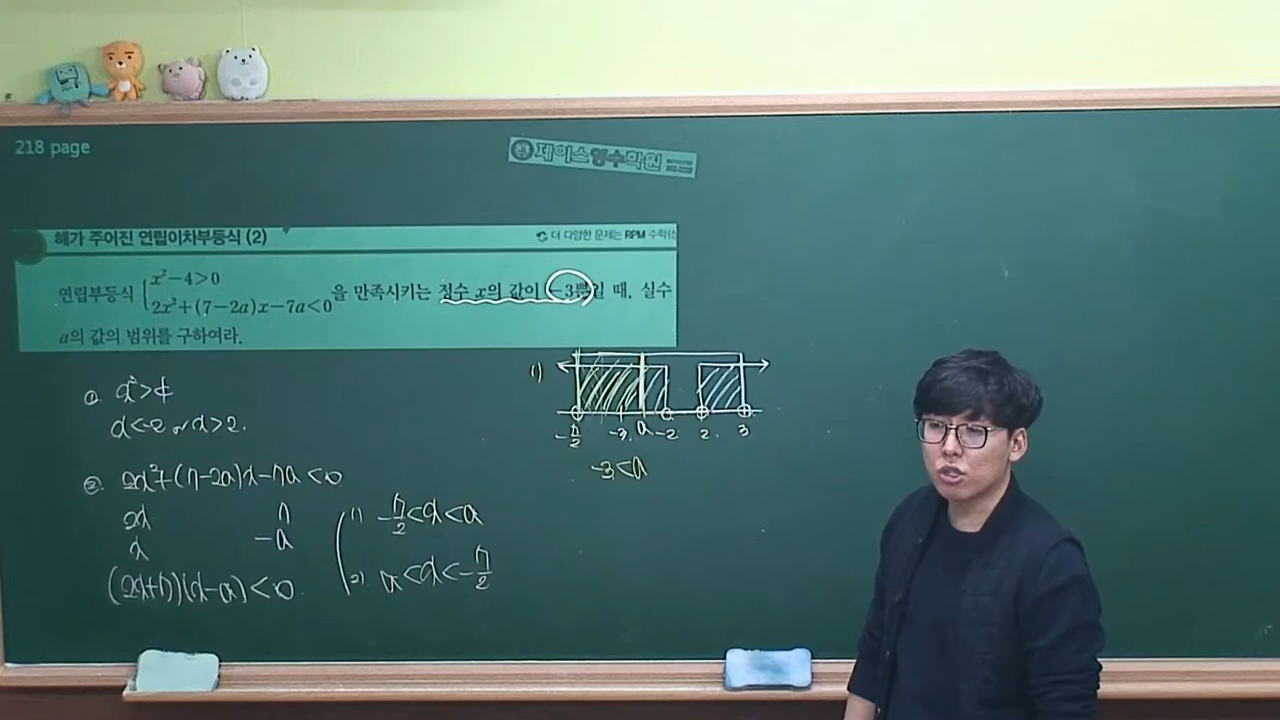 218 page
제이스영수학원
해가 주어진 연립이차부등식 (2)
더 다양한 문제는 RPM 수학(상
연립부등식 { x²-4>0
2x²+(7-2a)x-7a<0 을 만족시키는 정수 x의 값이 -3뿐일 때, 실수
a의 값의 범위를 구하여라.
①. x²>4
x<-2 or x>2.
②. 2x²+(7-2a)x-7a<0
2x 7
x -a
(2x+7)(x-a)<0.
1) -7/2<x<a
2) a<x<-7/2
1)
-7/2 -3. a -2 2. 3
-3<a